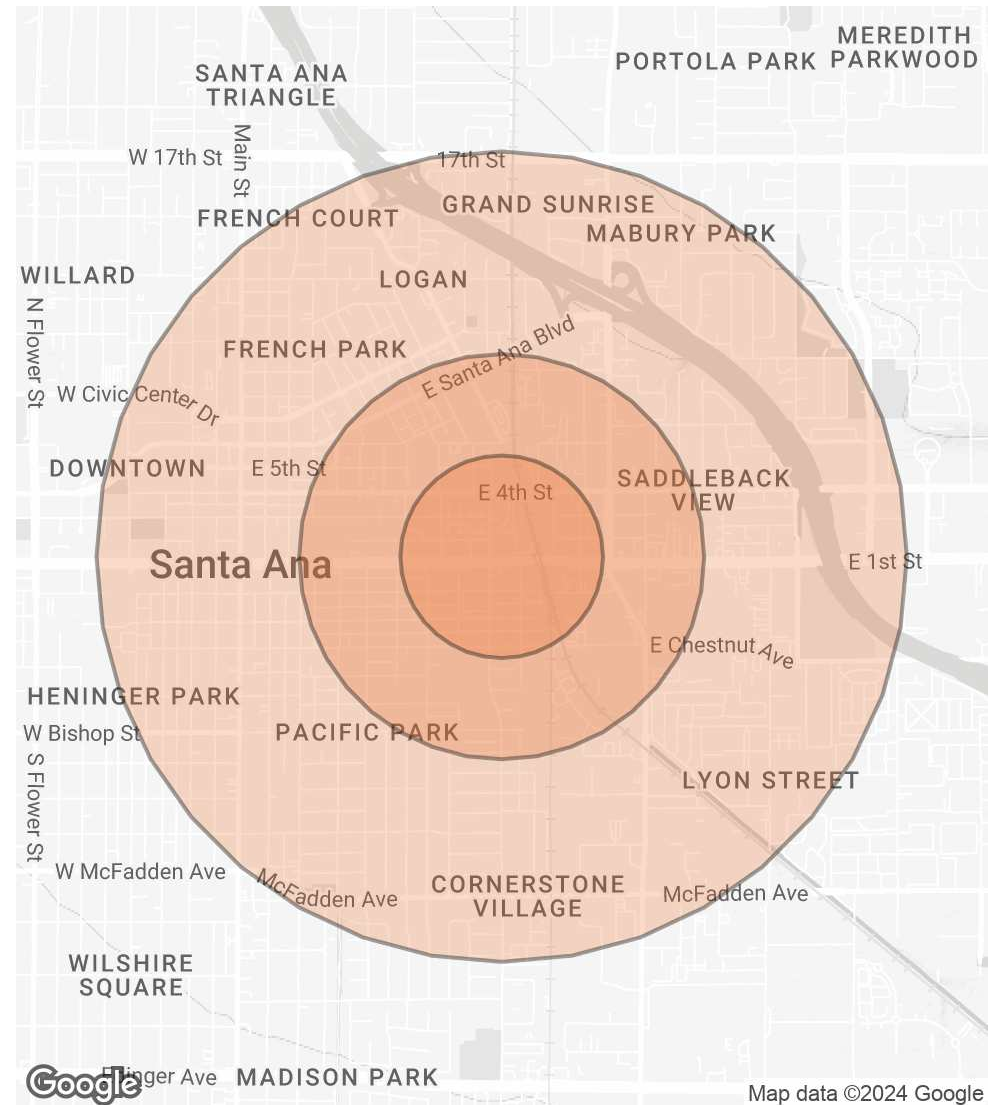 MEREDITH
PARKWOOD
PORTOLA PARK
SANTA ANA
TRIANGLE
Main St
W 17th St
17th St
GRAND SUNRISE
FRENCH COURT
MABURY PARK
WILLARD
LOGAN
N Flower St
E Santa Ana Blvd
FRENCH PARK
W Civic Center Dr
DOWNTOWN
E 5th St
SADDLEBACK
VIEW
E 4th St
Santa Ana
E 1st St
E Chestnut Ave
HENINGER PARK
W Bishop St
PACIFIC PARK
S Flower St
LYON STREET
W McFadden Ave
McFadden Ave
CORNERSTONE
VILLAGE
McFadden Ave
WILSHIRE
SQUARE
Google
inger Ave
MADISON PARK
Map data ©2024 Google